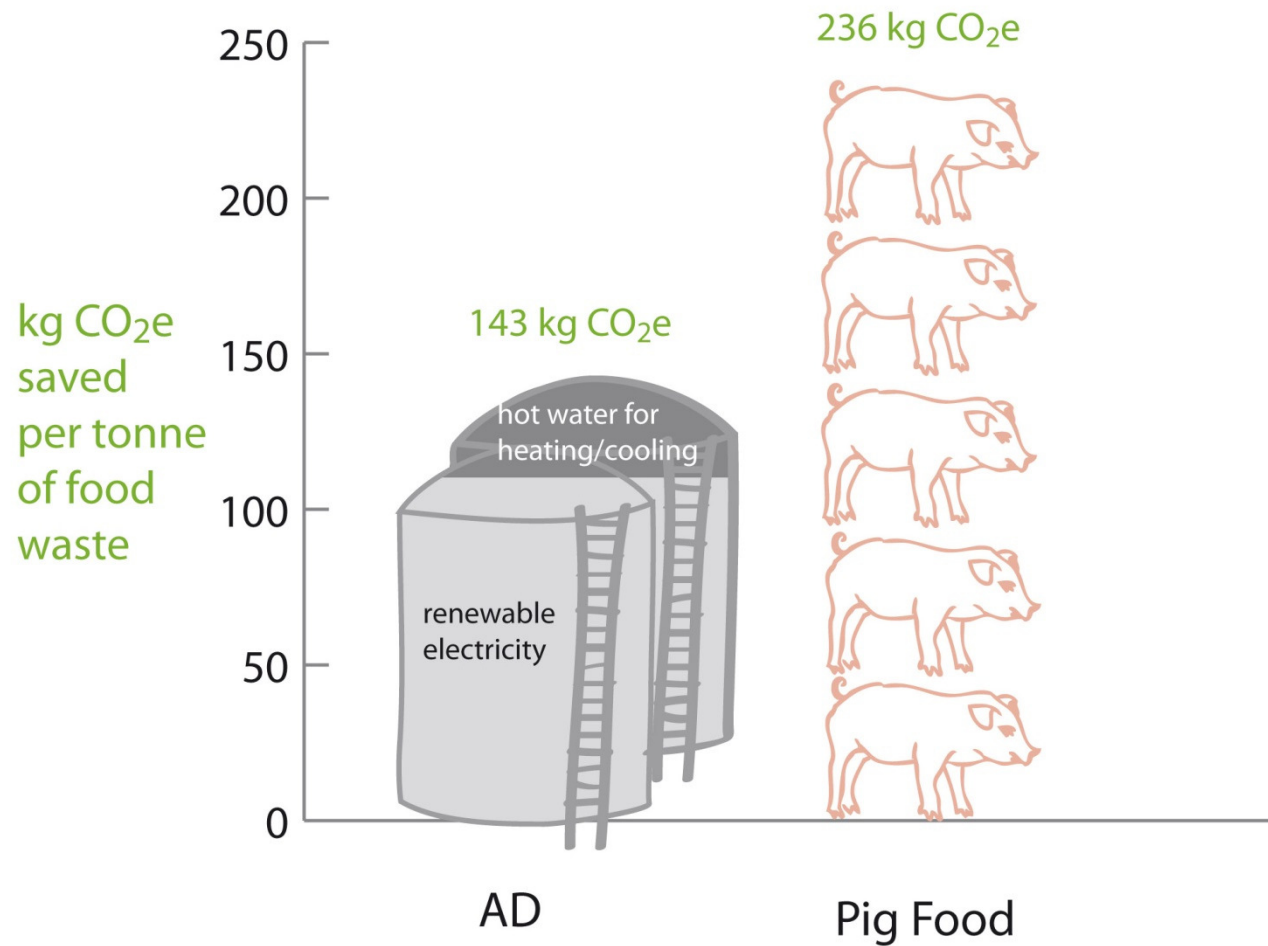 236 kg CO₂e
250
200
150
100
50
0
kg CO₂e
saved
per tonne
of food
waste
143 kg CO₂e
hot water for
heating/cooling
renewable
electricity
AD
Pig Food